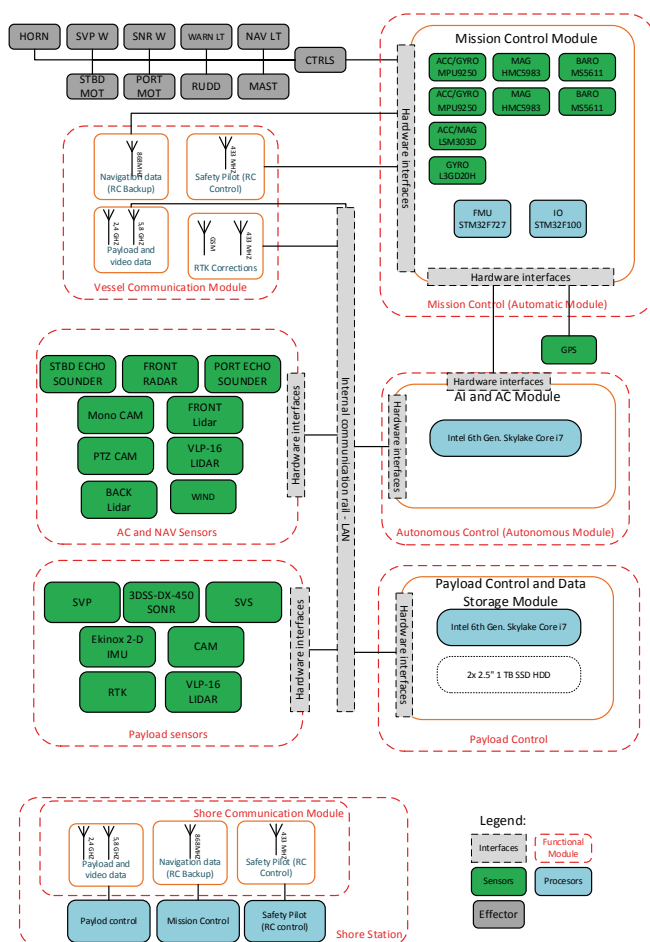 HORN
SVP W
SNR W
WARN LT
NAV LT
CTRLS
STBD
MOT
PORT
MOT
RUDD
MAST
Mission Control Module
ACC/GYRO
MPU9250
MAG
HMC5983
BARO
MS5611
ACC/GYRO
MPU9250
MAG
HMC5983
BARO
MS5611
ACC/MAG
LSM303D
GYRO
L3GD20H
FMU
STM32F727
IO
STM32F100
Hardware interfaces
Hardware interfaces
Mission Control (Automatic Module)
868MHz
Navigation data
(RC Backup)
433 MHZ
Safety Pilot (RC
Control)
2,4 GHZ
5,8 GHZ
Payload and
video data
GSM
433 MHZ
RTK Corrections
Vessel Communication Module
GPS
STBD ECHO
SOUNDER
FRONT
RADAR
PORT ECHO
SOUNDER
Mono CAM
FRONT
Lidar
PTZ CAM
VLP-16
LIDAR
BACK
Lidar
WIND
Hardware interfaces
AC and NAV Sensors
Internal communication rail - LAN
Hardware interfaces
AI and AC Module
Hardware interfaces
Intel 6th Gen. Skylake Core i7
Autonomous Control (Autonomous Module)
SVP
3DSS-DX-450
SONR
SVS
Ekinox 2-D
IMU
CAM
RTK
VLP-16
LIDAR
Hardware interfaces
Payload sensors
Payload Control and Data
Storage Module
Hardware interfaces
Intel 6th Gen. Skylake Core i7
2x 2.5" 1 TB SSD HDD
Payload Control
Shore Communication Module
2,4 GHZ
5,8 GHZ
Payload and
video data
868MHz
Navigation data
(RC Backup)
433 MHZ
Safety Pilot (RC
Control)
Paylod control
Mission Control
Safety Pilot
(RC control)
Shore Station
Legend:
Interfaces
Functional
Module
Sensors
Procesors
Effector